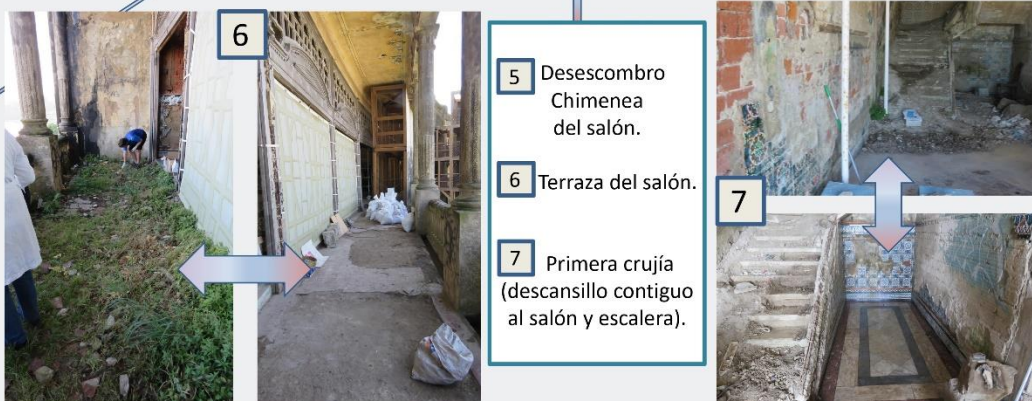 6
5 Desescombro
Chimenea
del salón.
6 Terraza del salón.
7 Primera crujía
(descansillo contiguo
al salón y escalera).
7